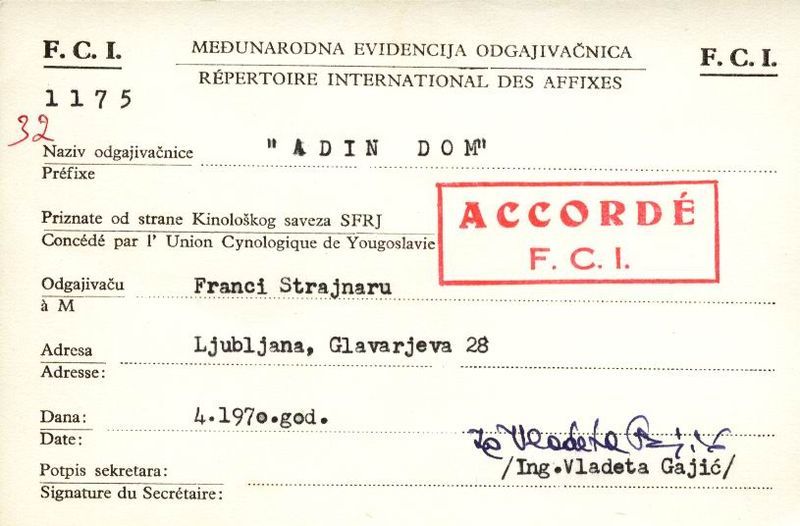 F. C. I.
MEĐUNARODNA EVIDENCIJA ODGAJIVAČNICA
F. C. I.
RÉPERTOIRE INTERNATIONAL DES AFFIXES
1175
32
Naziv odgajivačnice "ADIN DOM"
Préfixe
ACCORDÉ
F. C. I.
Priznate od strane Kinološkog saveza SFRJ
Concédé par l' Union Cynologique de Yougoslavie
Odgajivaču Franci Strajnaru
à M
Adresa Ljubljana, Glavarjeva 28
Adresse:
Dana: 4.1970.god.
Date:
Vladeta
Potpis sekretara: /Ing.Vladeta Gajić/
Signature du Secrétaire: